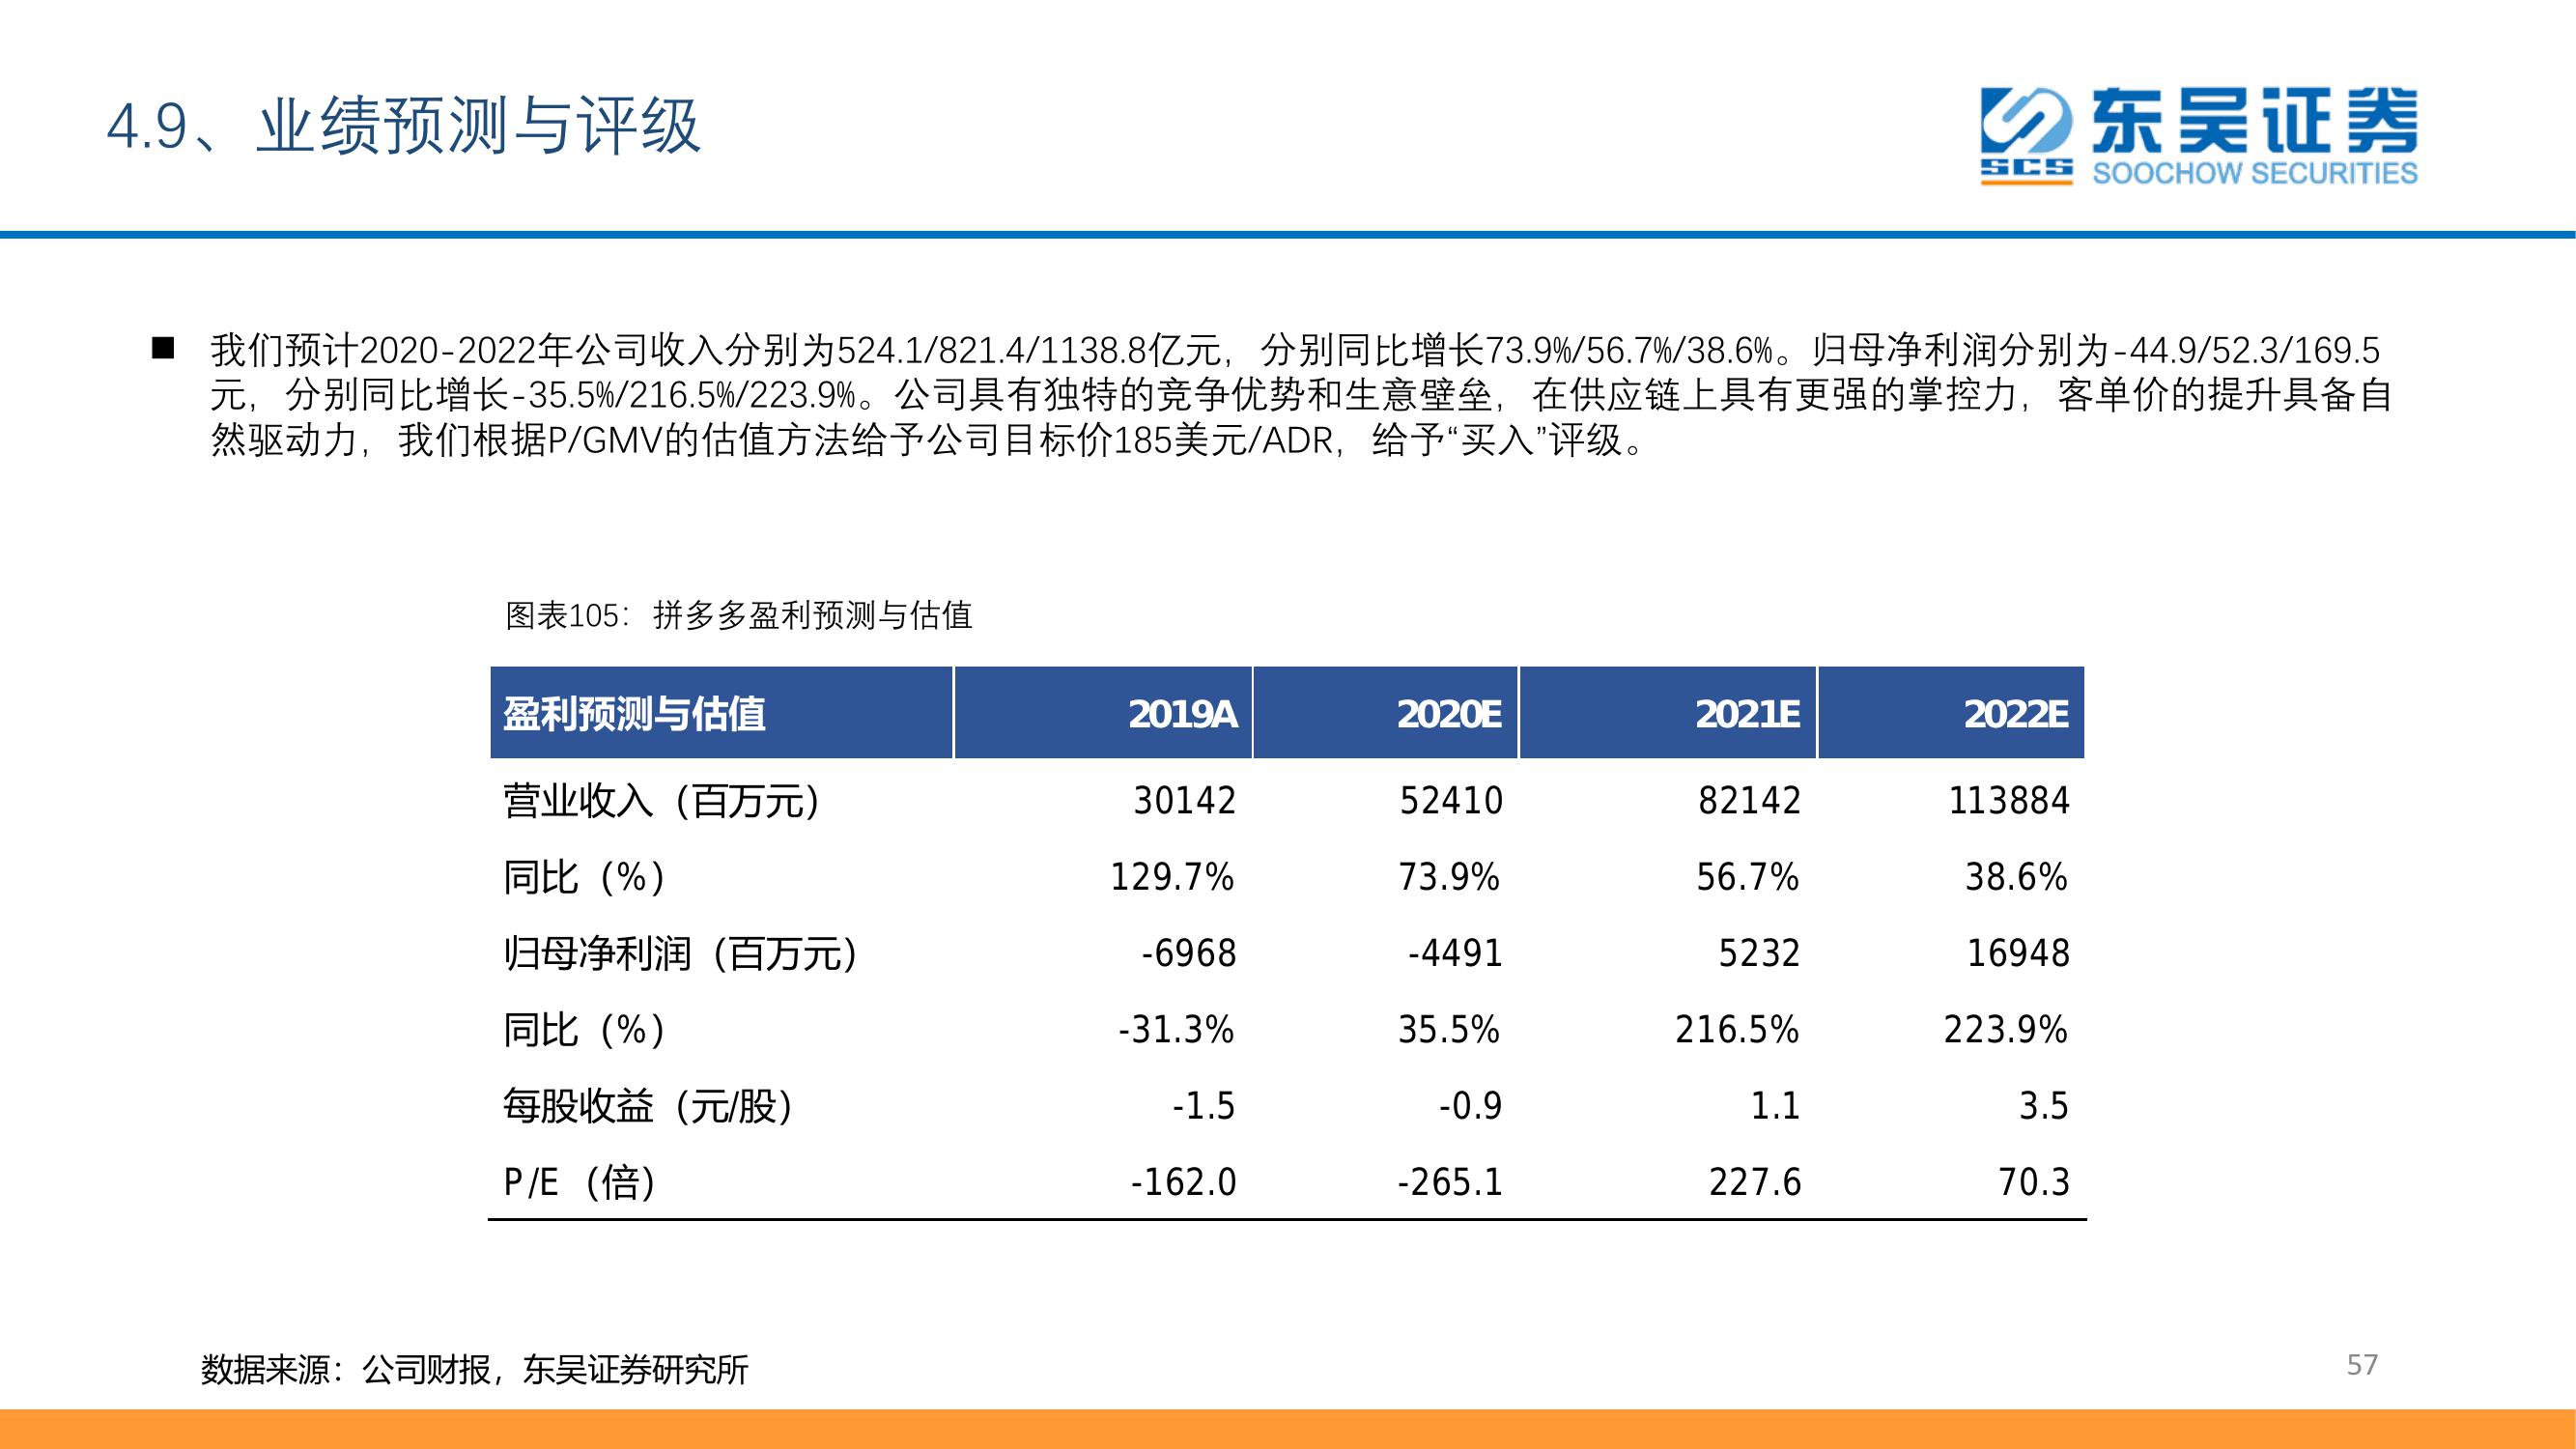 4.9、业绩预测与评级
东吴证券
SCS
SOOCHOW SECURITIES
■ 我们预计2020-2022年公司收入分别为524.1/821.4/1138.8亿元，分别同比增长73.9%/56.7%/38.6%。归母净利润分别为-44.9/52.3/169.5
元，分别同比增长-35.5%/216.5%/223.9%。公司具有独特的竞争优势和生意壁垒，在供应链上具有更强的掌控力，客单价的提升具备自
然驱动力，我们根据P/GMV的估值方法给予公司目标价185美元/ADR，给予“买入”评级。
图表105：拼多多盈利预测与估值
盈利预测与估值 2019A 2020E 2021E 2022E
营业收入（百万元） 30142 52410 82142 113884
同比（%） 129.7% 73.9% 56.7% 38.6%
归母净利润（百万元） -6968 -4491 5232 16948
同比（%） -31.3% 35.5% 216.5% 223.9%
每股收益（元/股） -1.5 -0.9 1.1 3.5
P/E（倍） -162.0 -265.1 227.6 70.3
数据来源：公司财报，东吴证券研究所
57